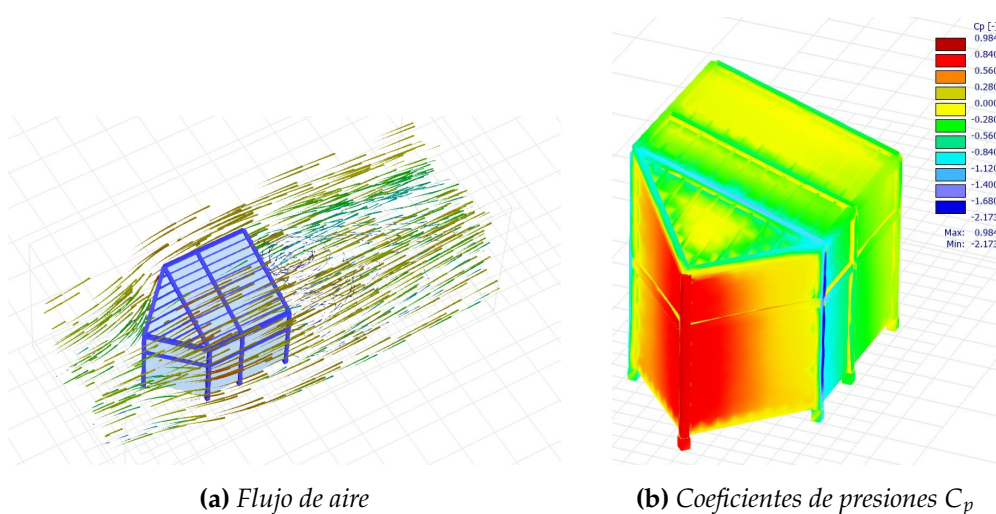 Cp [-]
0.984
0.840
0.560
0.280
0.000
-0.280
-0.560
-0.840
-1.120
-1.400
-1.680
-2.173
Max: 0.984
Min: -2.173
(a) Flujo de aire
(b) Coeficientes de presiones Cp